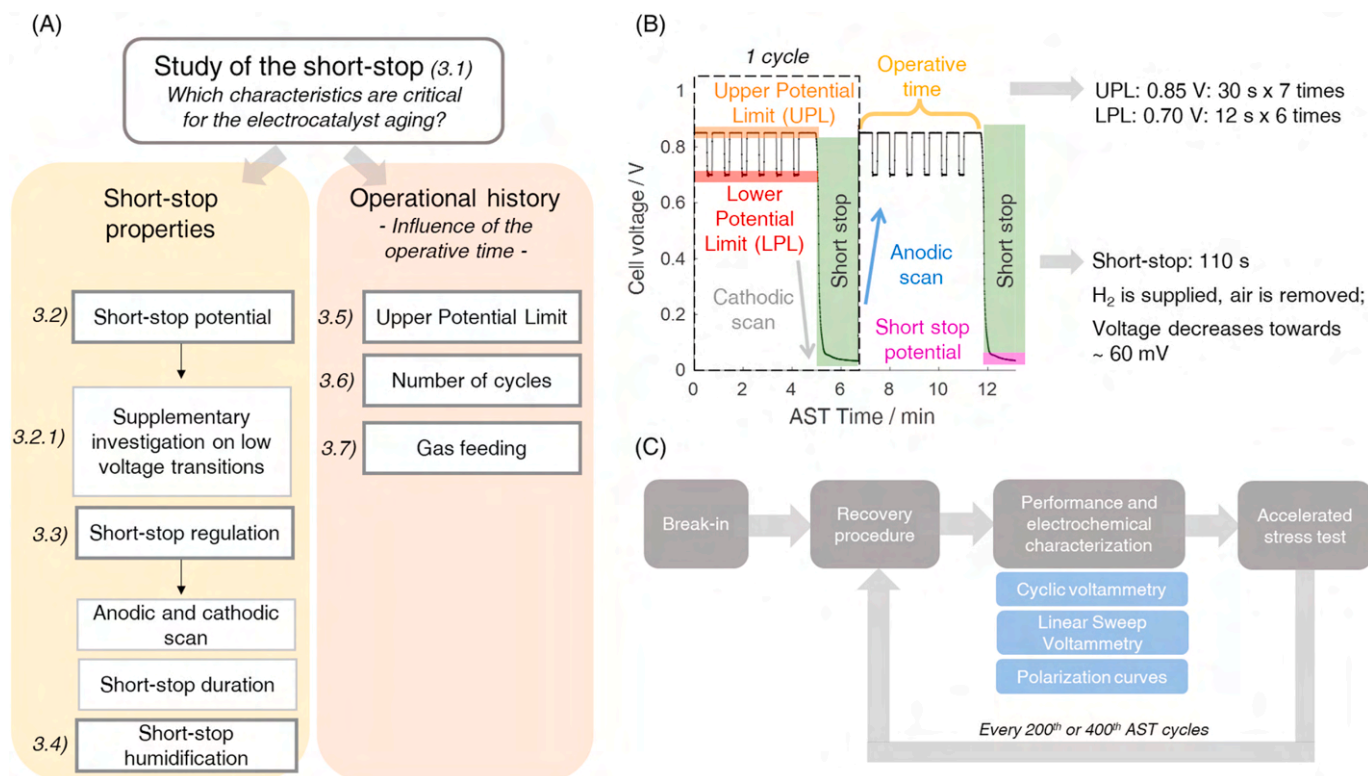 (A)
Study of the short-stop (3.1)
Which characteristics are critical
for the electrocatalyst aging?
Short-stop
properties
3.2)
Short-stop potential
3.2.1)
Supplementary
investigation on low
voltage transitions
3.3)
Short-stop regulation
Anodic and cathodic
scan
Short-stop duration
3.4)
Short-stop
humidification
Operational history
- Influence of the
operative time -
3.5)
Upper Potential Limit
3.6)
Number of cycles
3.7)
Gas feeding
(B)
1 cycle
Operative
time
Upper Potential
Limit (UPL)
Lower
Potential
Limit (LPL)
Short stop
Cathodic
scan
Anodic
scan
Short stop
potential
Short stop
Cell voltage / V
1
0.8
0.6
0.4
0.2
0
0 2 4 6 8 10 12
AST Time / min
UPL: 0.85 V: 30 s x 7 times
LPL: 0.70 V: 12 s x 6 times
Short-stop: 110 s
H₂ is supplied, air is removed;
Voltage decreases towards
~ 60 mV
(C)
Break-in
Recovery
procedure
Performance and
electrochemical
characterization
Accelerated
stress test
Cyclic voltammetry
Linear Sweep
Voltammetry
Polarization curves
Every 200th or 400th AST cycles